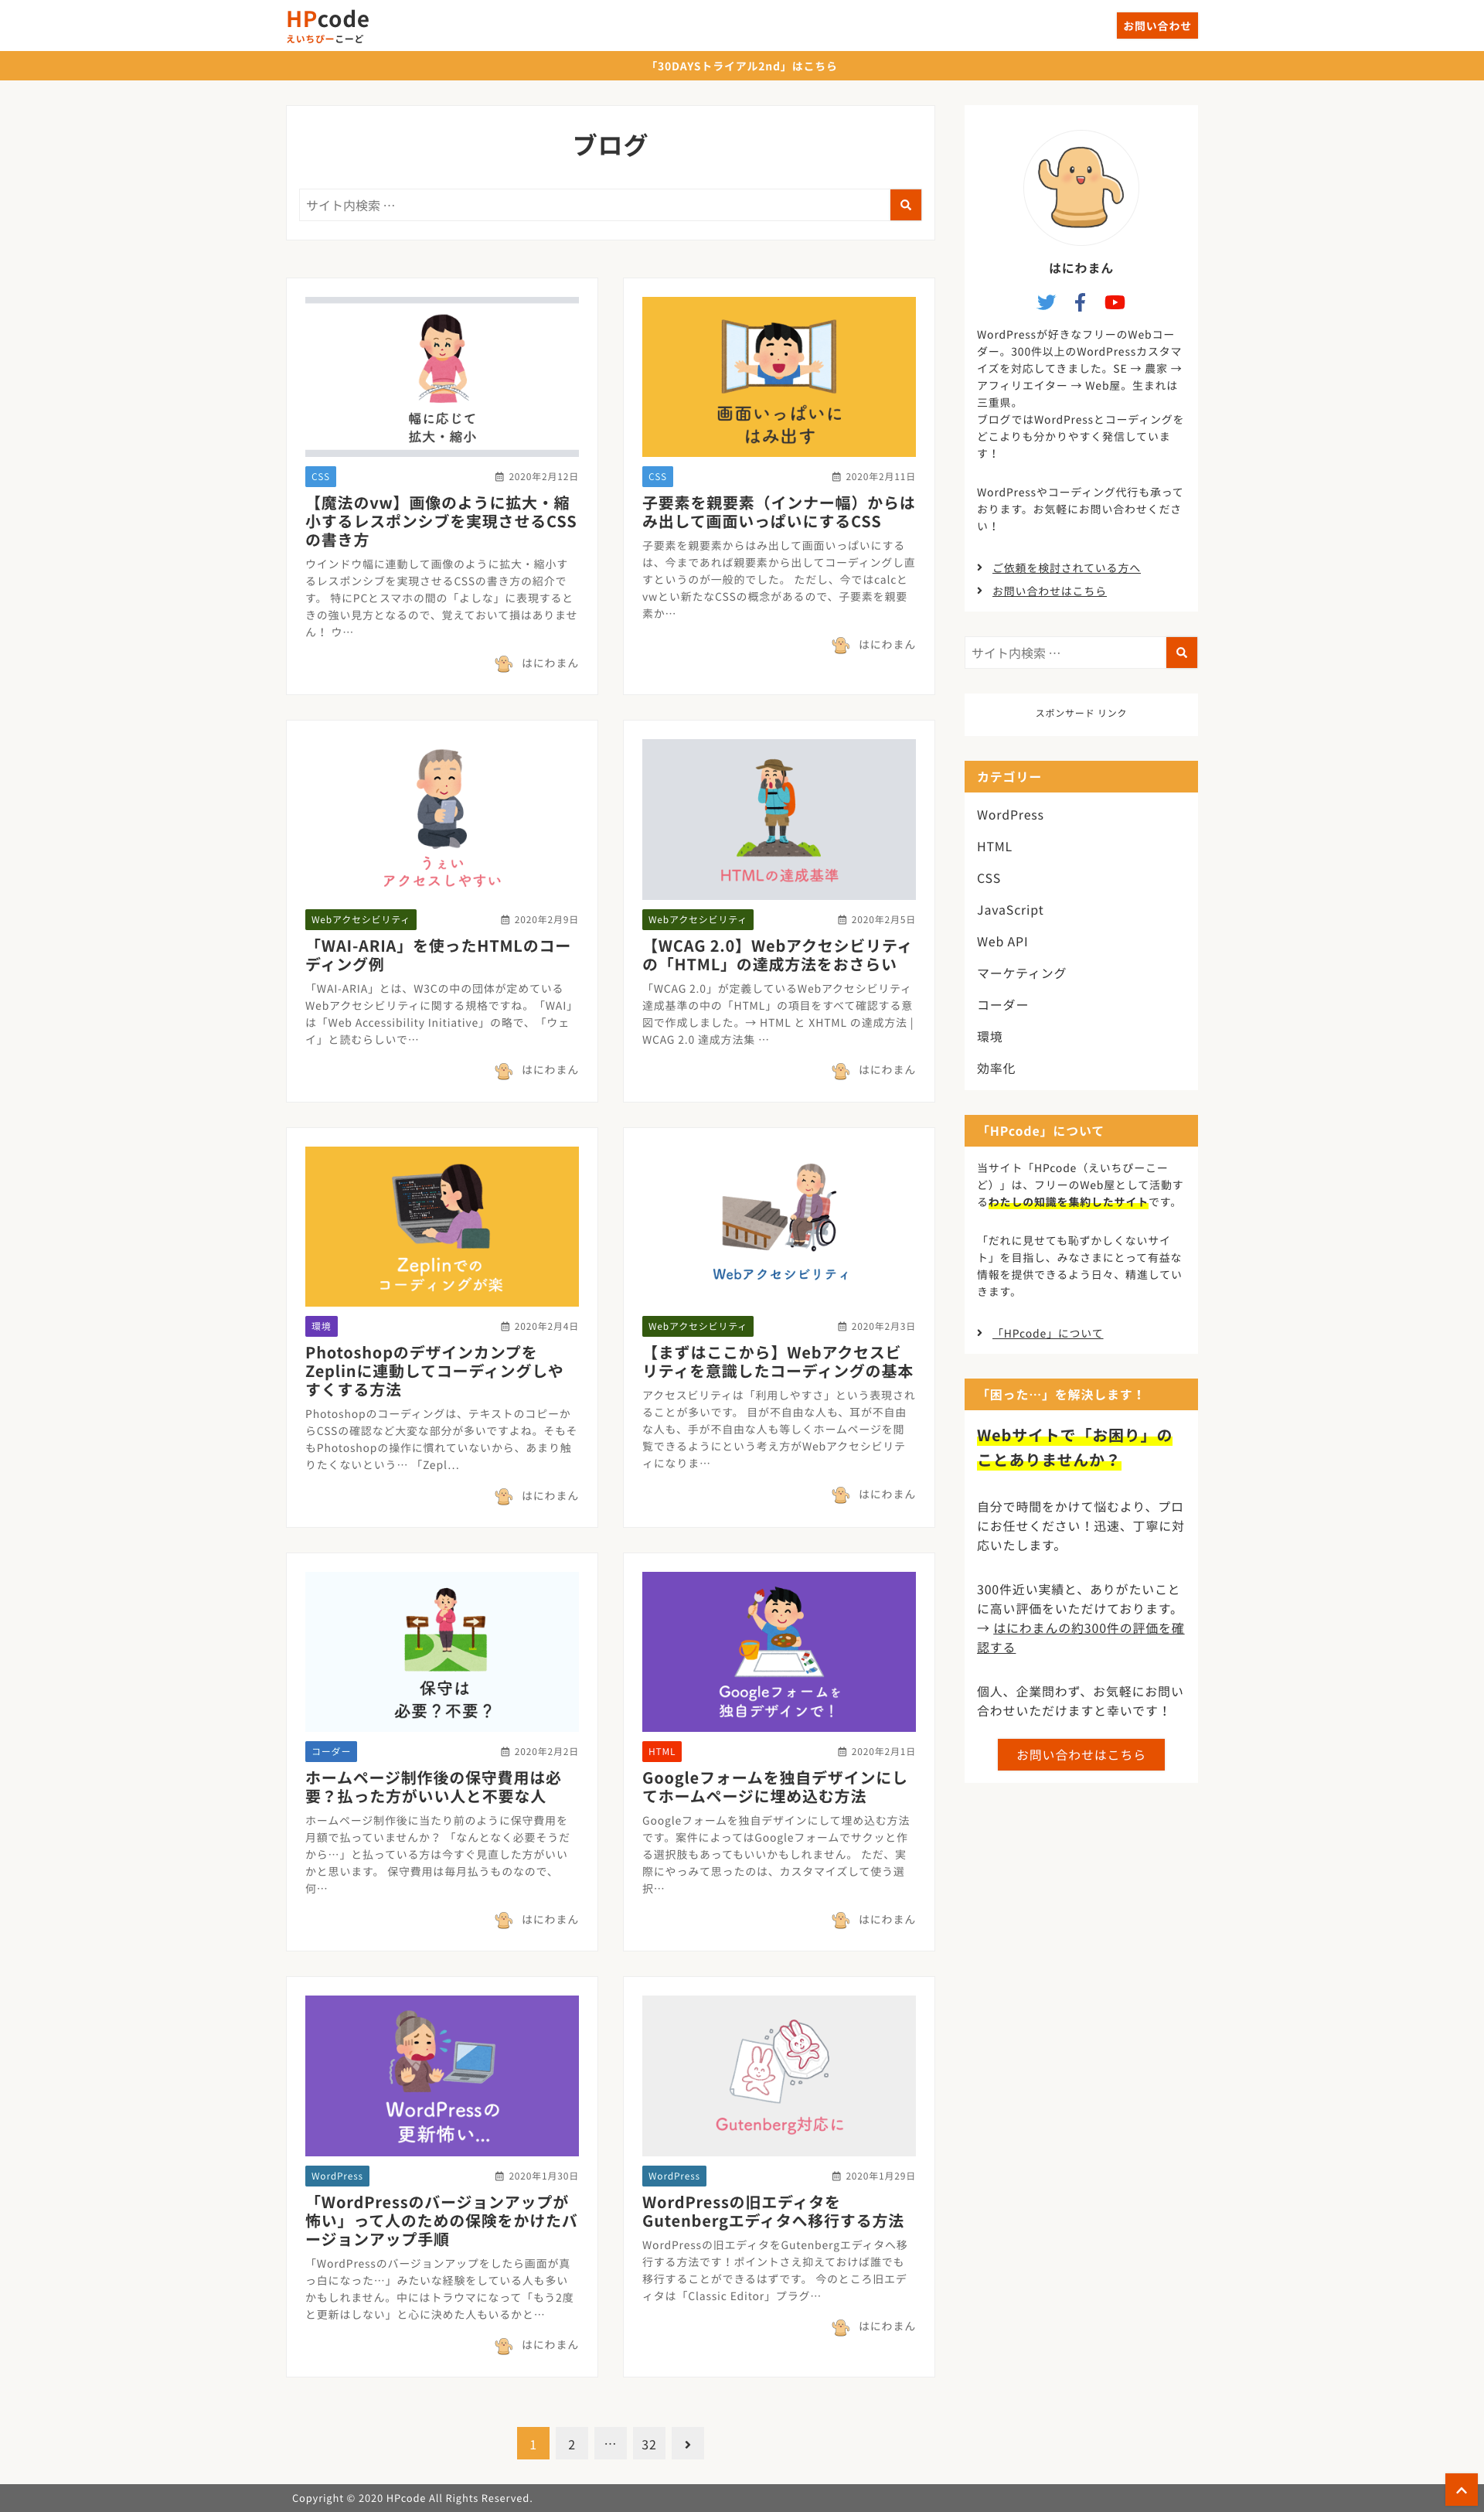 HPcode
えいちぴーこーど
お問い合わせ
「30DAYSトライアル2nd」はこちら
ブログ
サイト内検索 …
幅に応じて
拡大・縮小
CSS
2020年2月12日
【魔法のvw】画像のように拡大・縮
小するレスポンシブを実現させるCSS
の書き方
ウインドウ幅に連動して画像のように拡大・縮小す
るレスポンシブを実現させるCSSの書き方の紹介で
す。 特にPCとスマホの間の「よしな」に表現すると
きの強い見方となるので、覚えておいて損はありませ
ん！ ウ…
はにわまん
画面いっぱいに
はみ出す
CSS
2020年2月11日
子要素を親要素（インナー幅）からは
み出して画面いっぱいにするCSS
子要素を親要素からはみ出して画面いっぱいにする
は、今まであれば親要素から出してコーディングし直
すというのが一般的でした。 ただし、今ではcalcと
vwとい新たなCSSの概念があるので、子要素を親要
素か…
はにわまん
うぇい
アクセスしやすい
Webアクセシビリティ
2020年2月9日
「WAI-ARIA」を使ったHTMLのコー
ディング例
「WAI-ARIA」とは、W3Cの中の団体が定めている
Webアクセシビリティに関する規格ですね。「WAI」
は「Web Accessibility Initiative」の略で、「ウェ
イ」と読むらしいで…
はにわまん
HTMLの達成基準
Webアクセシビリティ
2020年2月5日
【WCAG 2.0】Webアクセシビリティ
の「HTML」の達成方法をおさらい
「WCAG 2.0」が定義しているWebアクセシビリティ
達成基準の中の「HTML」の項目をすべて確認する意
図で作成しました。→ HTML と XHTML の達成方法 |
WCAG 2.0 達成方法集 …
はにわまん
Zeplinでの
コーディングが楽
環境
2020年2月4日
Photoshopのデザインカンプを
Zeplinに連動してコーディングしや
すくする方法
Photoshopのコーディングは、テキストのコピーか
らCSSの確認など大変な部分が多いですよね。そもそ
もPhotoshopの操作に慣れていないから、あまり触
りたくないという… 「Zepl…
はにわまん
Webアクセシビリティ
Webアクセシビリティ
2020年2月3日
【まずはここから】Webアクセスビ
リティを意識したコーディングの基本
アクセスビリティは「利用しやすさ」という表現され
ることが多いです。 目が不自由な人も、耳が不自由
な人も、手が不自由な人も等しくホームページを閲
覧できるようにという考え方がWebアクセシビリテ
ィになりま…
はにわまん
保守は
必要？不要？
コーダー
2020年2月2日
ホームページ制作後の保守費用は必
要？払った方がいい人と不要な人
ホームページ制作後に当たり前のように保守費用を
月額で払っていませんか？ 「なんとなく必要そうだ
から…」と払っている方は今すぐ見直した方がいい
かと思います。 保守費用は毎月払うものなので、
何…
はにわまん
Googleフォームを
独自デザインで！
HTML
2020年2月1日
Googleフォームを独自デザインにし
てホームページに埋め込む方法
Googleフォームを独自デザインにして埋め込む方法
です。案件によってはGoogleフォームでサクッと作
る選択肢もあってもいいかもしれません。 ただ、実
際にやっみて思ったのは、カスタマイズして使う選
択…
はにわまん
WordPressの
更新怖い…
WordPress
2020年1月30日
「WordPressのバージョンアップが
怖い」って人のための保険をかけたバ
ージョンアップ手順
「WordPressのバージョンアップをしたら画面が真
っ白になった…」みたいな経験をしている人も多い
かもしれません。中にはトラウマになって「もう2度
と更新はしない」と心に決めた人もいるかと…
はにわまん
Gutenberg対応に
WordPress
2020年1月29日
WordPressの旧エディタを
Gutenbergエディタへ移行する方法
WordPressの旧エディタをGutenbergエディタへ移
行する方法です！ポイントさえ抑えておけば誰でも
移行することができるはずです。 今のところ旧エデ
ィタは「Classic Editor」プラグ…
はにわまん
1 2 … 32
はにわまん
WordPressが好きなフリーのWebコー
ダー。300件以上のWordPressカスタマ
イズを対応してきました。SE → 農家 →
アフィリエイター → Web屋。生まれは
三重県。
ブログではWordPressとコーディングを
どこよりも分かりやすく発信していま
す！
WordPressやコーディング代行も承って
おります。お気軽にお問い合わせくださ
い！
ご依頼を検討されている方へ
お問い合わせはこちら
サイト内検索 …
スポンサード リンク
カテゴリー
WordPress
HTML
CSS
JavaScript
Web API
マーケティング
コーダー
環境
効率化
「HPcode」について
当サイト「HPcode（えいちぴーこー
ど）」は、フリーのWeb屋として活動す
るわたしの知識を集約したサイトです。
「だれに見せても恥ずかしくないサイ
ト」を目指し、みなさまにとって有益な
情報を提供できるよう日々、精進してい
きます。
「HPcode」について
「困った…」を解決します！
Webサイトで「お困り」の
ことありませんか？
自分で時間をかけて悩むより、プロ
にお任せください！迅速、丁寧に対
応いたします。
300件近い実績と、ありがたいこと
に高い評価をいただけております。
→ はにわまんの約300件の評価を確
認する
個人、企業問わず、お気軽にお問い
合わせいただけますと幸いです！
お問い合わせはこちら
Copyright © 2020 HPcode All Rights Reserved.